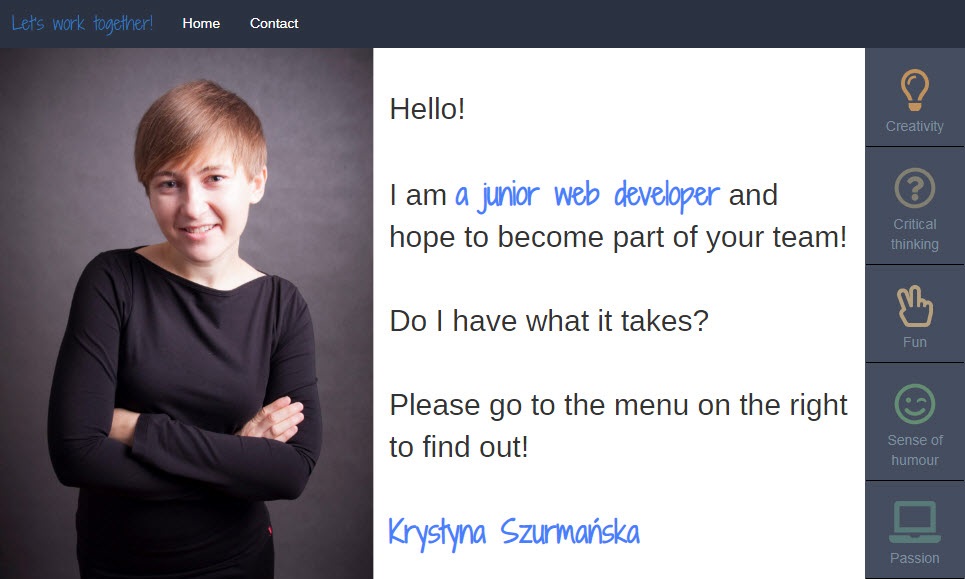 Let's work together!
Home
Contact
Hello!
I am a junior web developer and
hope to become part of your team!
Do I have what it takes?
Please go to the menu on the right
to find out!
Krystyna Szurmańska
Creativity
Critical
thinking
Fun
Sense of
humour
Passion